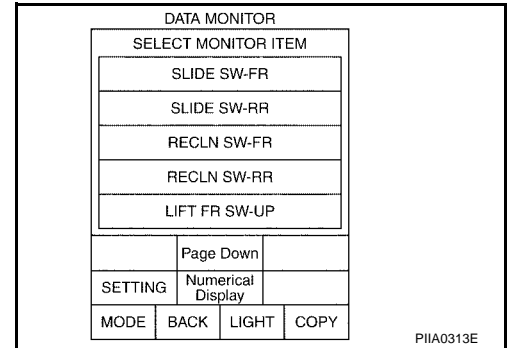 DATA MONITOR
SELECT MONITOR ITEM
SLIDE SW-FR
SLIDE SW-RR
RECLN SW-FR
RECLN SW-RR
LIFT FR SW-UP
Page Down
SETTING Numerical Display
MODE BACK LIGHT COPY
PIIA0313E